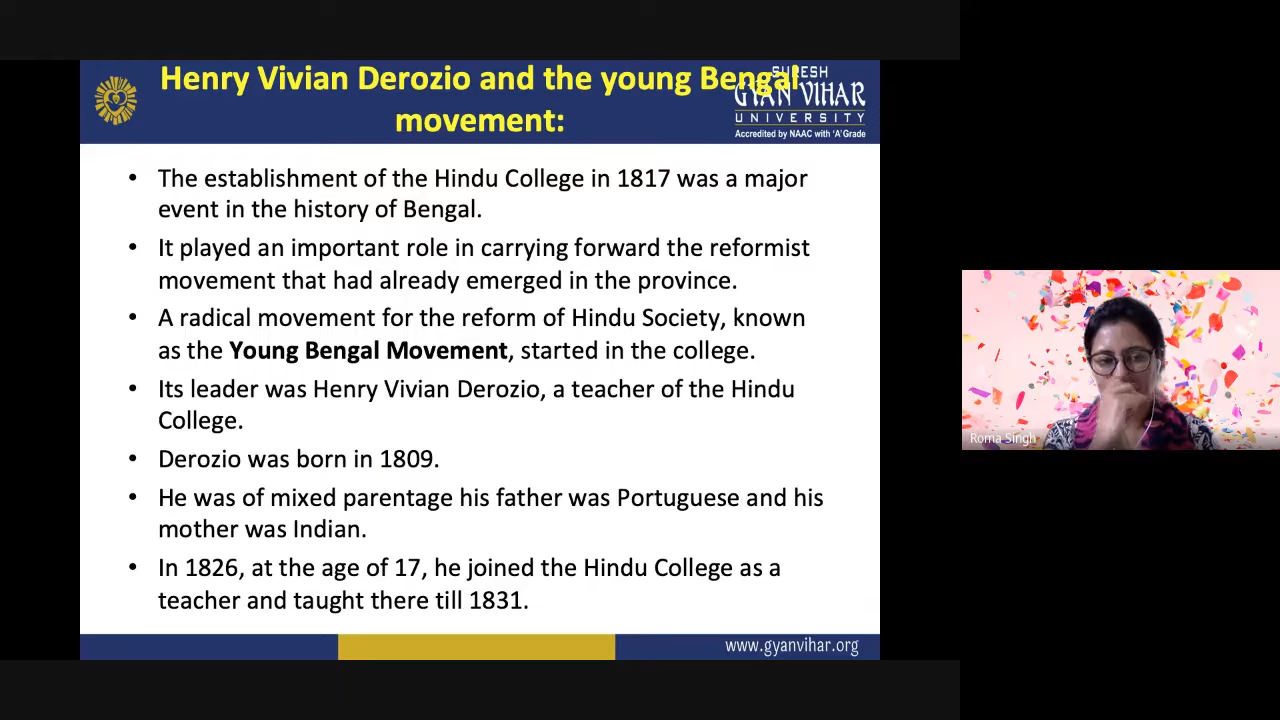 Henry Vivian Derozio and the young Bengal
movement:
SURESH
GYAN VIHAR
UNIVERSITY
Accredited by NAAC with 'A' Grade
• The establishment of the Hindu College in 1817 was a major
event in the history of Bengal.
• It played an important role in carrying forward the reformist
movement that had already emerged in the province.
• A radical movement for the reform of Hindu Society, known
as the Young Bengal Movement, started in the college.
• Its leader was Henry Vivian Derozio, a teacher of the Hindu
College.
• Derozio was born in 1809.
• He was of mixed parentage his father was Portuguese and his
mother was Indian.
• In 1826, at the age of 17, he joined the Hindu College as a
teacher and taught there till 1831.
www.gyanvihar.org
Roma Singh